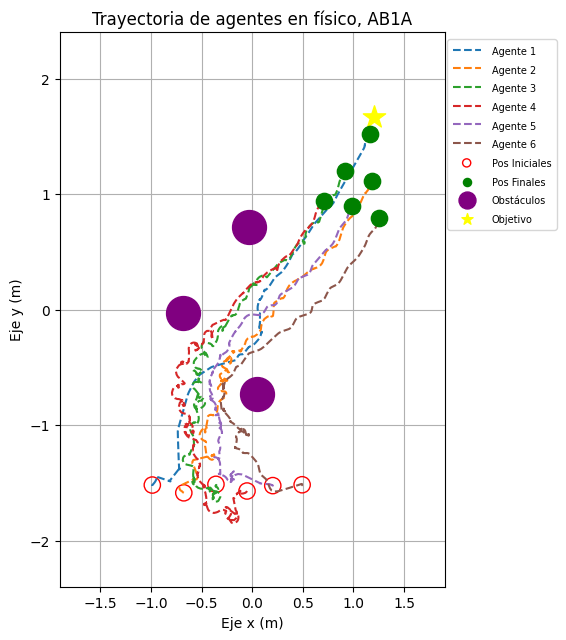 Trayectoria de agentes en físico, AB1A
Agente 1
Agente 2
Agente 3
Agente 4
Agente 5
Agente 6
Pos Iniciales
Pos Finales
Obstáculos
Objetivo
Eje y (m)
2
1
0
−1
−2
−1.5
−1.0
−0.5
0.0
0.5
1.0
1.5
Eje x (m)